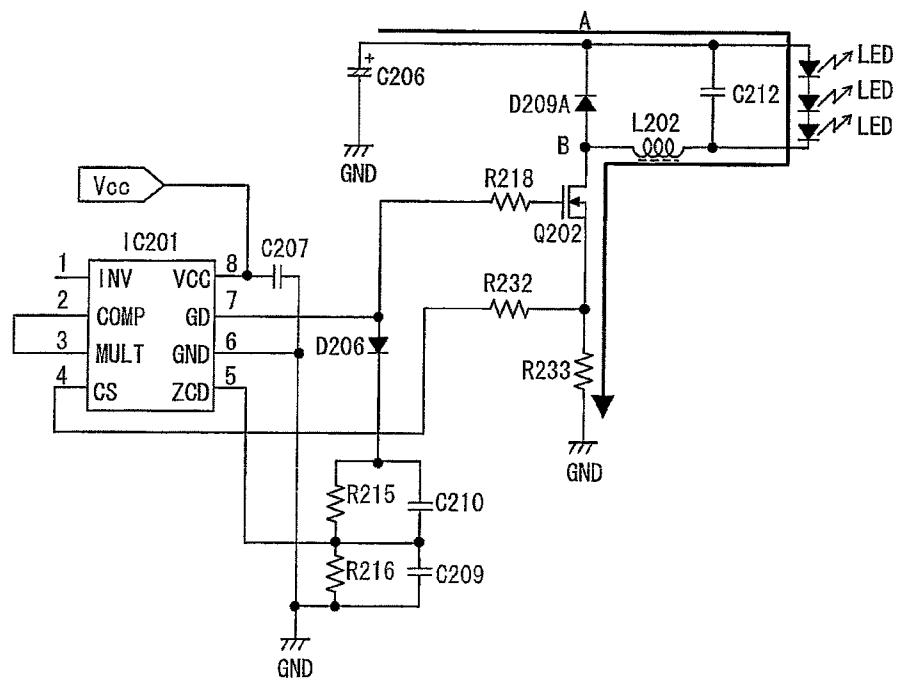 A
+
C206
LED
LED
LED
D209A
C212
L202
B
GND
R218
Vcc
Q202
IC201
C207
1 INV VCC 8
2 COMP GD 7
3 MULT GND 6
4 CS ZCD 5
R232
D206
R233
GND
R215
C210
R216
C209
GND